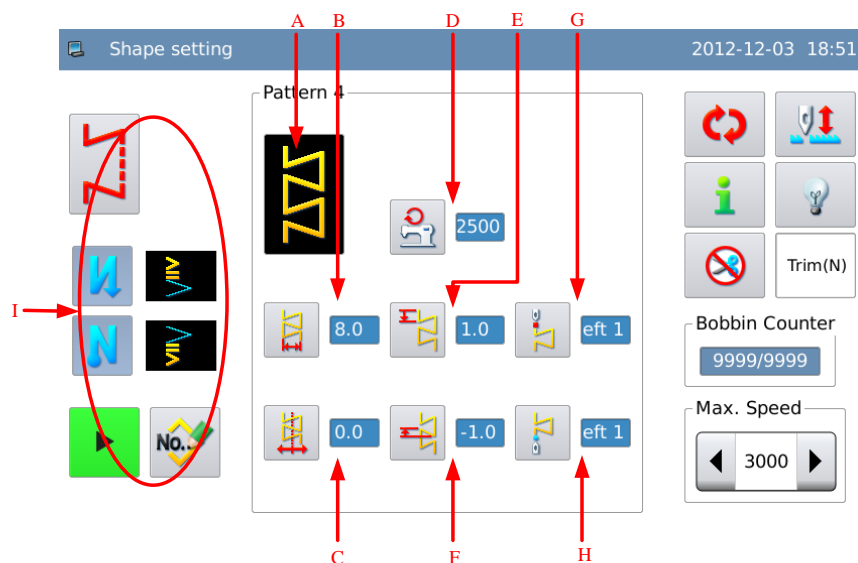 A B D E G
Shape setting 2012-12-03 18:51
Pattern 4
2500
Trim(N)
I
8.0 1.0 eft 1
Bobbin Counter
9999/9999
Max. Speed
No.
0.0 -1.0 eft 1
3000
C F H